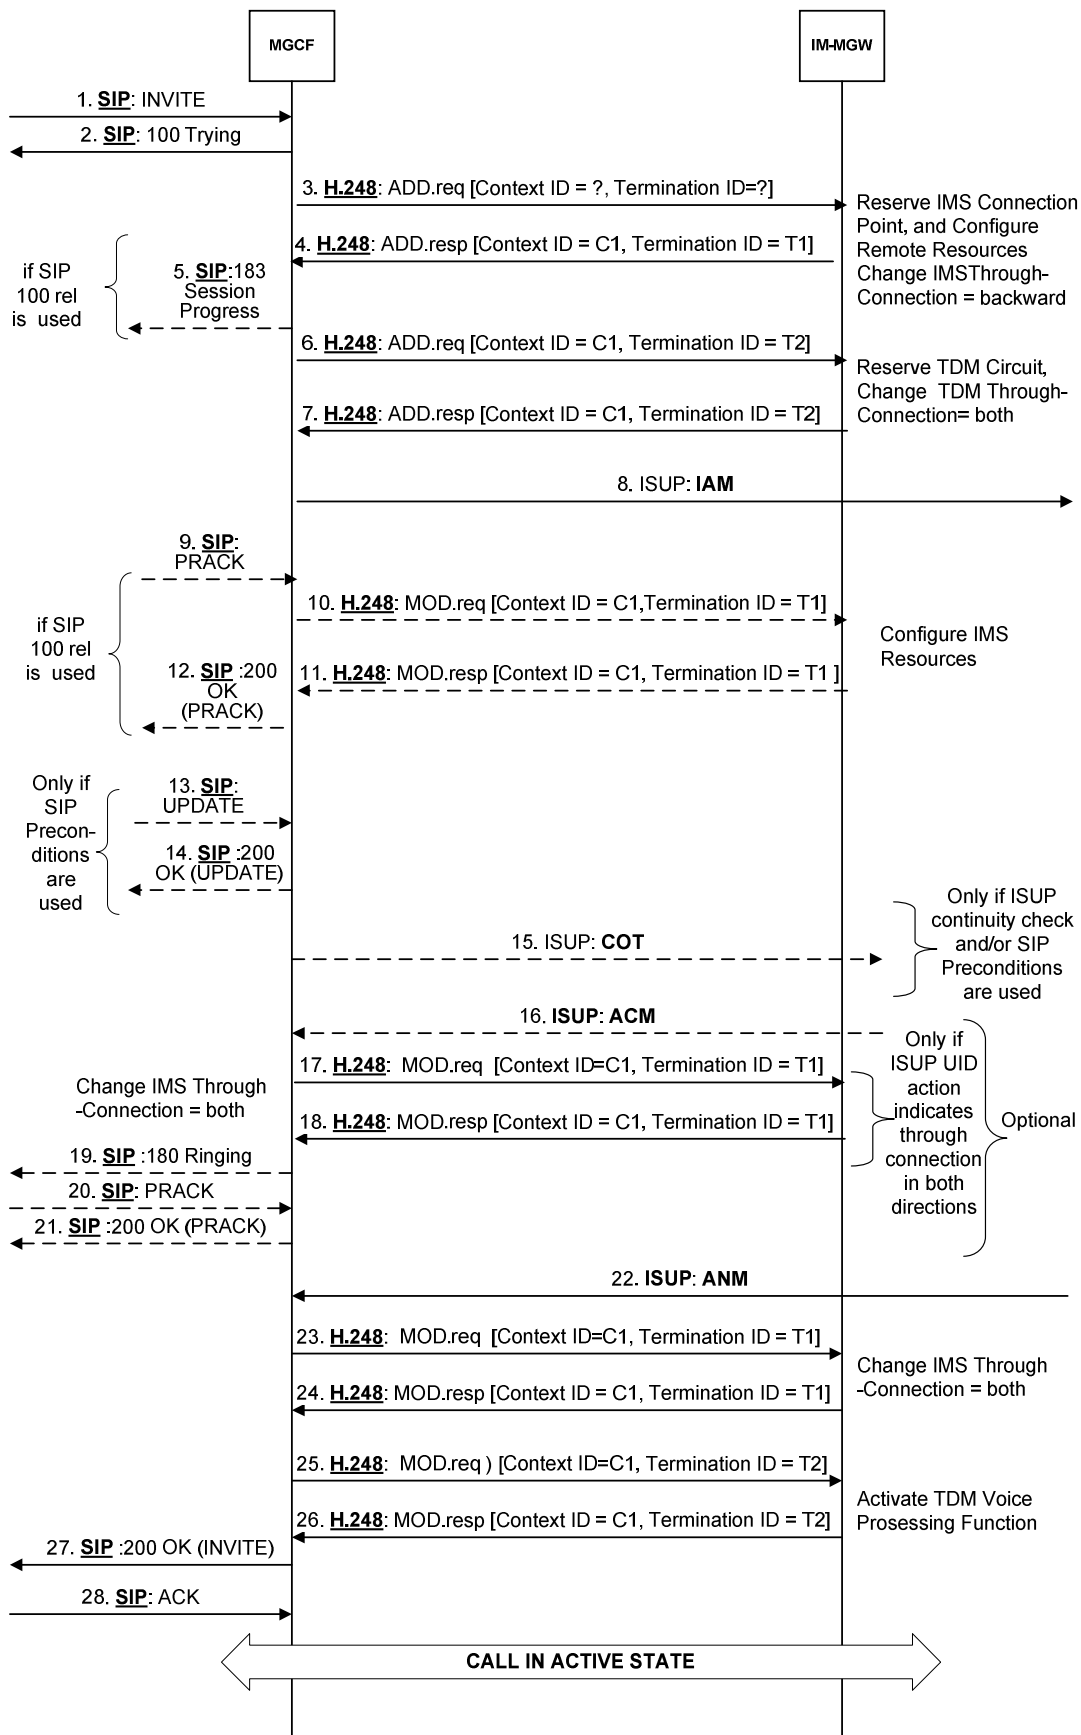 MGCF
IM-MGW
1. SIP: INVITE
2. SIP: 100 Trying
3. H.248: ADD.req [Context ID = ?, Termination ID=?]
Reserve IMS Connection
Point, and Configure
Remote Resources
Change IMSThrough-
Connection = backward
4. H.248: ADD.resp [Context ID = C1, Termination ID = T1]
if SIP
100 rel
is used
5. SIP:183
Session
Progress
6. H.248: ADD.req [Context ID = C1, Termination ID = T2]
Reserve TDM Circuit,
Change TDM Through-
Connection= both
7. H.248: ADD.resp [Context ID = C1, Termination ID = T2]
8. ISUP: IAM
9. SIP:
PRACK
10. H.248: MOD.req [Context ID = C1,Termination ID = T1]
if SIP
100 rel
is used
Configure IMS
Resources
11. H.248: MOD.resp [Context ID = C1, Termination ID = T1 ]
12. SIP :200
OK
(PRACK)
Only if
SIP
Precon-
ditions
are
used
13. SIP:
UPDATE
14. SIP :200
OK (UPDATE)
Only if ISUP
continuity check
and/or SIP
Preconditions
are used
15. ISUP: COT
16. ISUP: ACM
17. H.248: MOD.req [Context ID=C1, Termination ID = T1]
Only if
ISUP UID
action
indicates
through
connection
in both
directions
Optional
Change IMS Through
-Connection = both
18. H.248: MOD.resp [Context ID = C1, Termination ID = T1]
19. SIP :180 Ringing
20. SIP: PRACK
21. SIP :200 OK (PRACK)
22. ISUP: ANM
23. H.248: MOD.req [Context ID=C1, Termination ID = T1]
Change IMS Through
-Connection = both
24. H.248: MOD.resp [Context ID = C1, Termination ID = T1]
25. H.248: MOD.req ) [Context ID=C1, Termination ID = T2]
Activate TDM Voice
Prosessing Function
26. H.248: MOD.resp [Context ID = C1, Termination ID = T2]
27. SIP :200 OK (INVITE)
28. SIP: ACK
CALL IN ACTIVE STATE